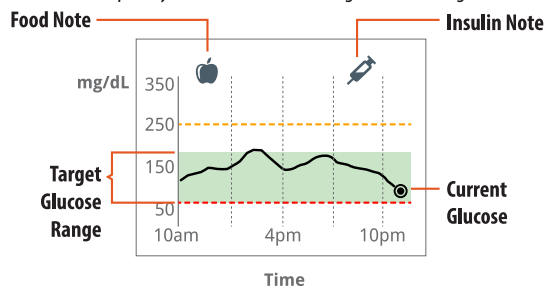 Food Note
Insulin Note
mg/dL
350
250
150
50
Target
Glucose
Range
Current
Glucose
10am
4pm
10pm
Time